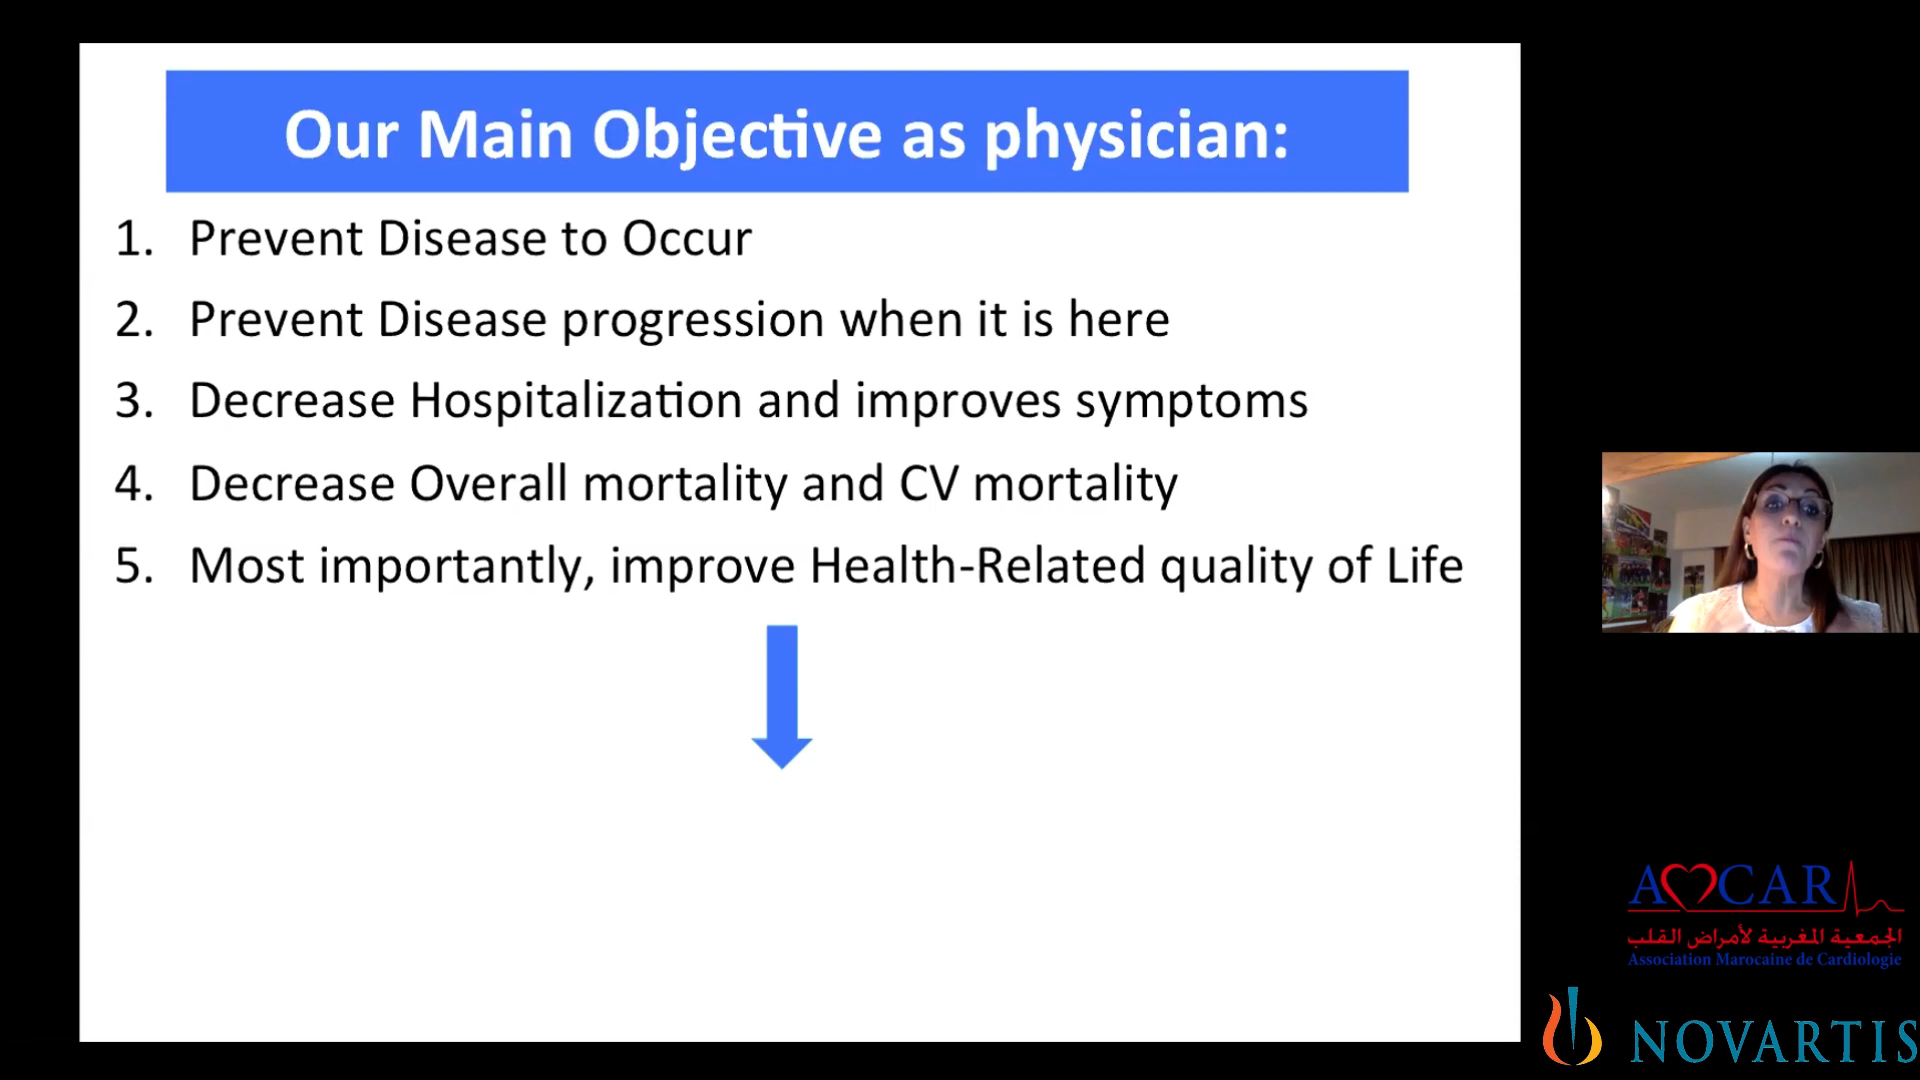 Our Main Objective as physician:
1. Prevent Disease to Occur
2. Prevent Disease progression when it is here
3. Decrease Hospitalization and improves symptoms
4. Decrease Overall mortality and CV mortality
5. Most importantly, improve Health-Related quality of Life
AMCAR
الجمعية المغربية لأمراض القلب
Association Marocaine de Cardiologie
NOVARTIS